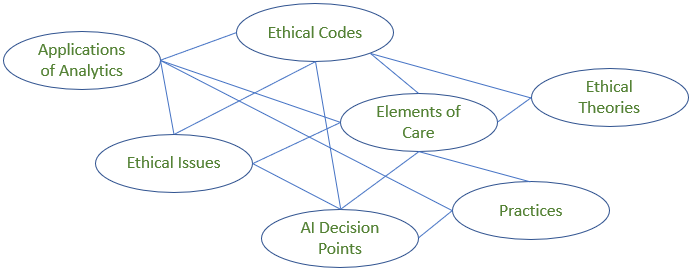 Ethical Codes
Applications
of Analytics
Ethical
Theories
Elements of
Care
Ethical Issues
Practices
AI Decision
Points